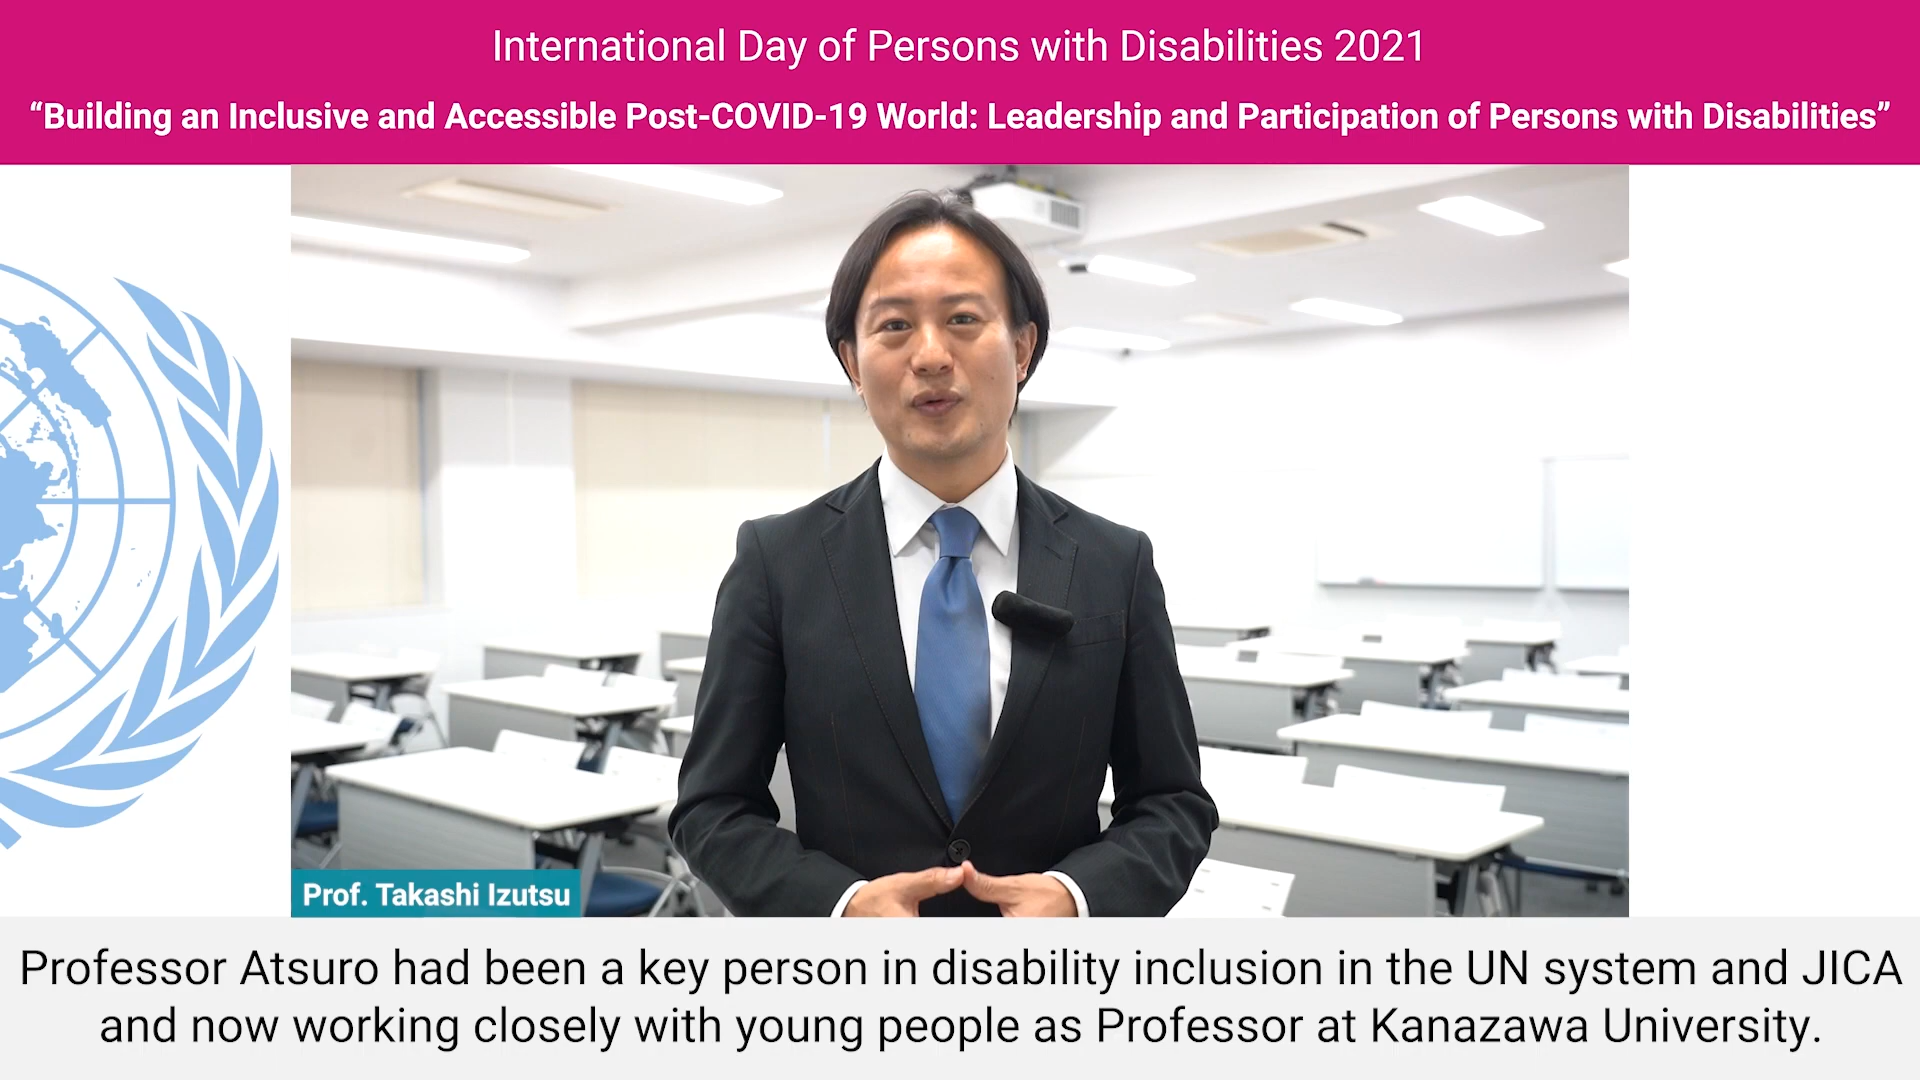 International Day of Persons with Disabilities 2021
“Building an Inclusive and Accessible Post-COVID-19 World: Leadership and Participation of Persons with Disabilities”
Prof. Takashi Izutsu
Professor Atsuro had been a key person in disability inclusion in the UN system and JICA
and now working closely with young people as Professor at Kanazawa University.